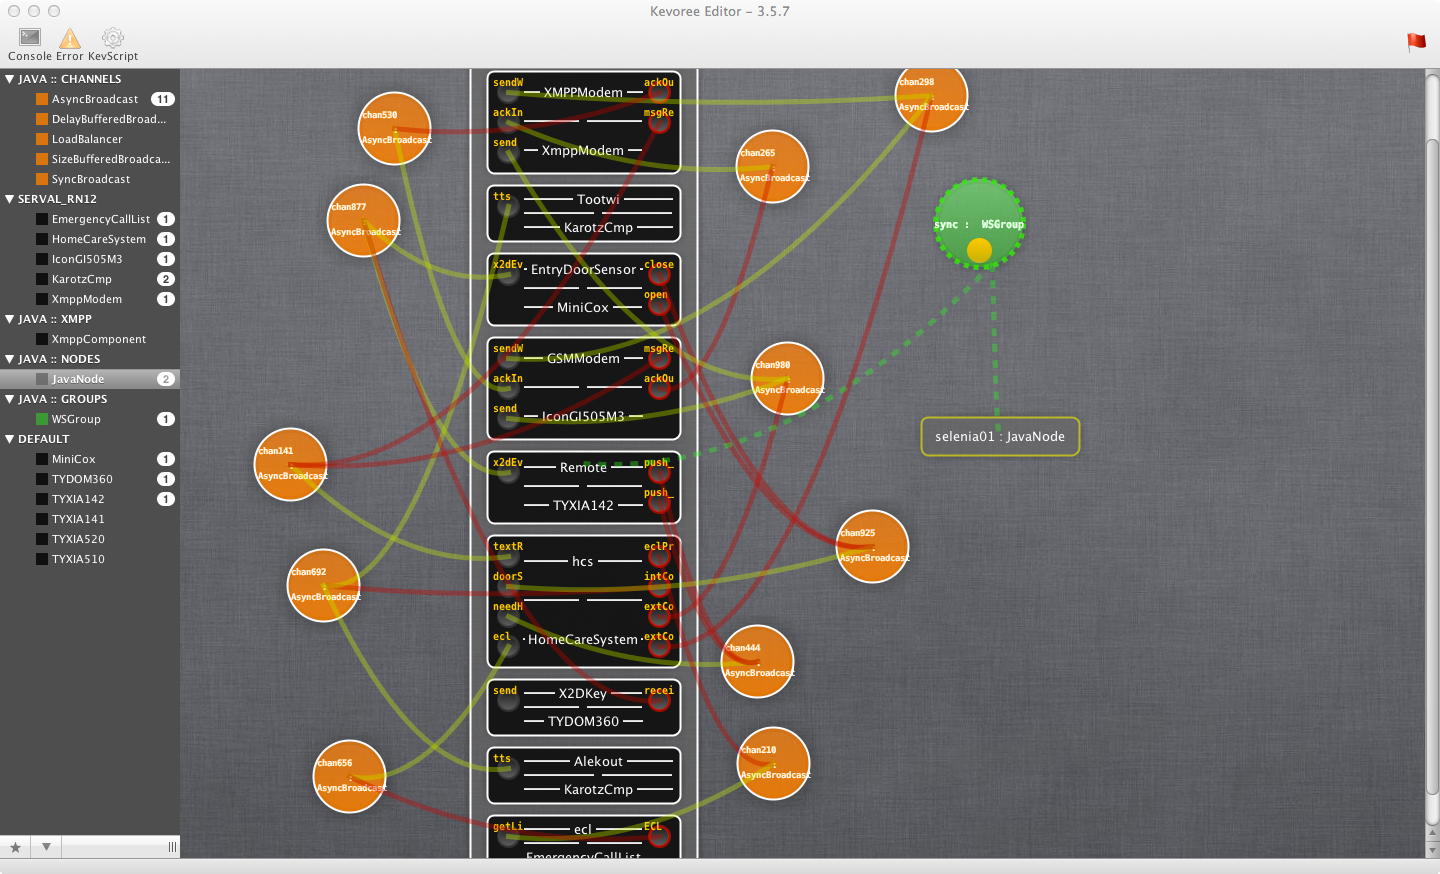 Kevoree Editor – 3.5.7
Console Error KevScript
JAVA :: CHANNELS
AsyncBroadcast 11
DelayBufferedBroad...
LoadBalancer
SizeBufferedBroadca...
SyncBroadcast
SERVAL_RN12
EmergencyCallList 1
HomeCareSystem 1
IconGI505M3 1
KarotzCmp 2
XmppModem 1
JAVA :: XMPP
XmppComponent
JAVA :: NODES
JavaNode 2
JAVA :: GROUPS
WSGroup 1
DEFAULT
MiniCox 1
TYDOM360 1
TYXIA142 1
TYXIA141
TYXIA520
TYXIA510
chan530
AsyncBroadcast
chan877
AsyncBroadcast
chan141
AsyncBroadcast
chan692
AsyncBroadcast
chan656
AsyncBroadcast
sendW XMPPModem ackOu
ackIn msgRe
send XmppModem
tts Tootwi
KarotzCmp
x2dEv EntryDoorSensor close
open
MiniCox
sendW GSMModem msgRe
ackIn ackOu
send IconGI505M3
x2dEv Remote push_
push_
TYXIA142
textR hcs eclPr
doorS intCo
needH extCo
ecl HomeCareSystem extCo
send X2DKey recei
TYDOM360
tts Alekout
KarotzCmp
getLi ecl ECL
EmergencyCallList
chan298
AsyncBroadcast
chan265
AsyncBroadcast
sync : WSGroup
chan980
AsyncBroadcast
selenia01 : JavaNode
chan925
AsyncBroadcast
chan444
AsyncBroadcast
chan210
AsyncBroadcast